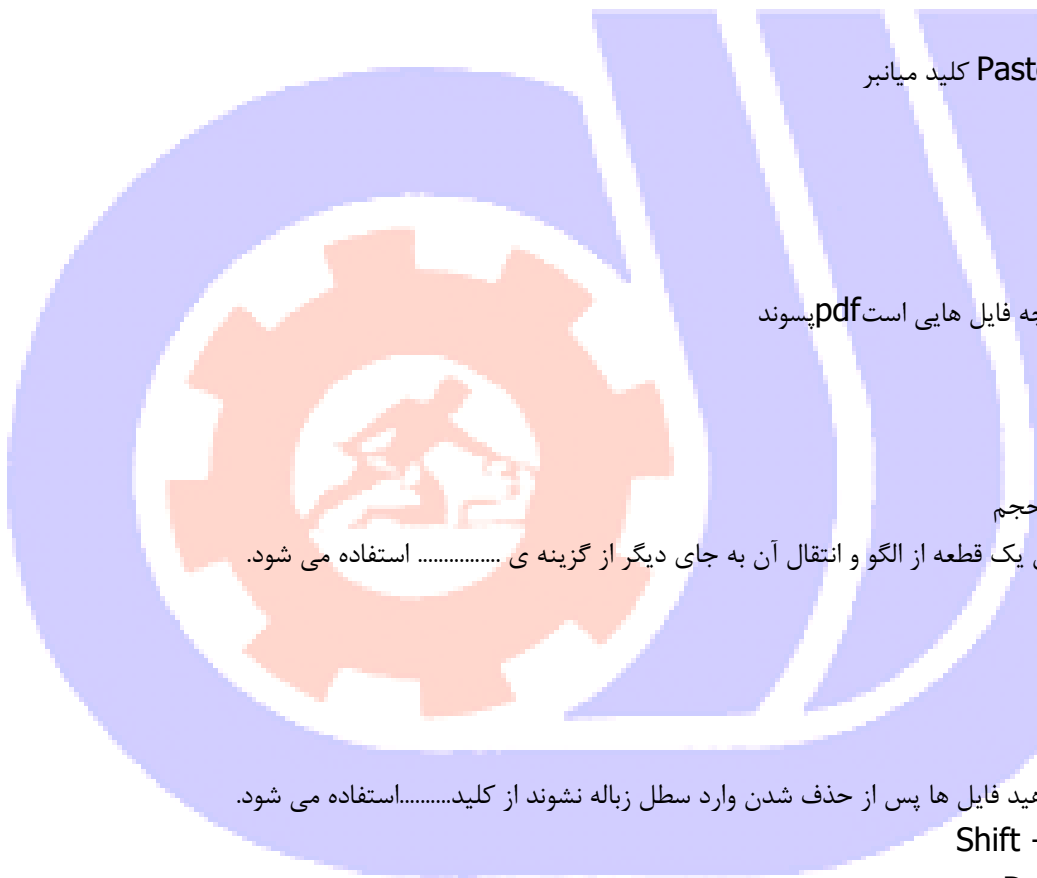 کلید میانبر Past
پسوند pdf چه فایل هایی است
حجم
یک قطعه از الگو و انتقال آن به جای دیگر از گزینه ی ............... استفاده می شود.
فایل ها پس از حذف شدن وارد سطل زباله نشوند از کلید..........استفاده می شود.
Shift